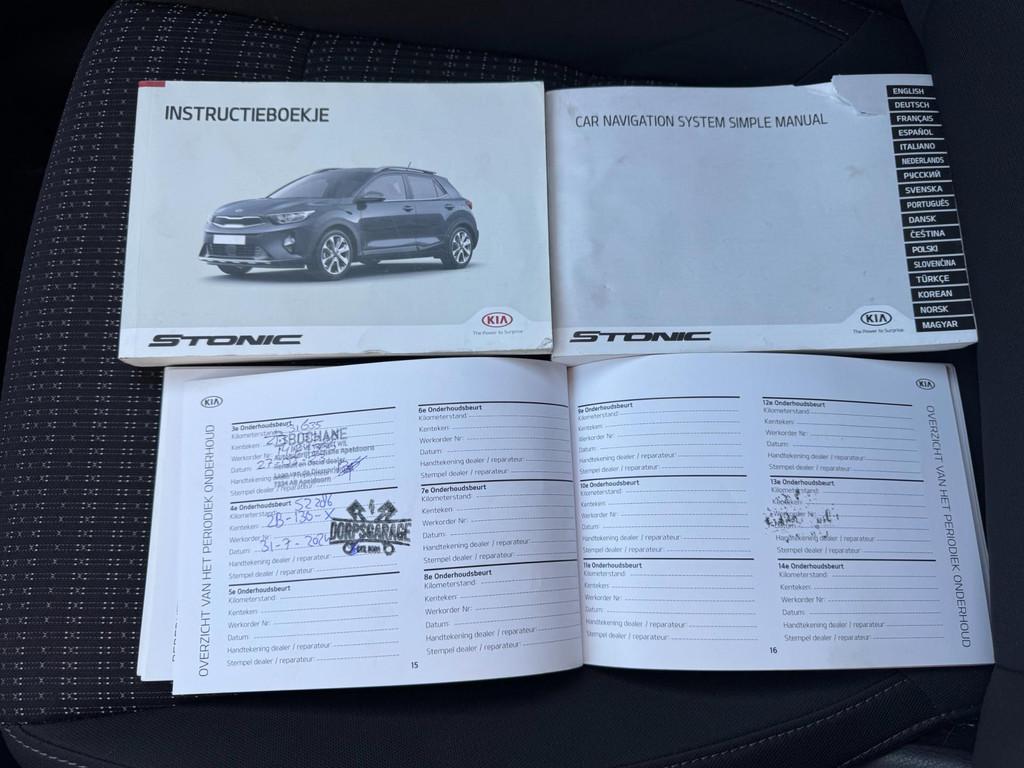 INSTRUCTIEBOEKJE
STONIC
KIA
The Power to Surprise
CAR NAVIGATION SYSTEM SIMPLE MANUAL
STONIC
KIA
The Power to Surprise
ENGLISH
DEUTSCH
FRANÇAIS
ESPAÑOL
ITALIANO
NEDERLANDS
РУССКИЙ
SVENSKA
PORTUGUÊS
DANSK
ČEŠTINA
POLSKI
SLOVENČINA
TÜRKÇE
KOREAN
NORSK
MAGYAR
KIA
OVERZICHT VAN HET PERIODIEK ONDERHOUD
3e Onderhoudsbeurt
Kilometerstand: 31635
Kenteken:
Werkorder Nr:
Datum:
Handtekening dealer / reparateur:
Stempel dealer / reparateur:
BOCHANE
7334 AB Apeldoorn
4e Onderhoudsbeurt
Kilometerstand: 52286
Kenteken:
Werkorder Nr:
Datum: 31-7-202
Handtekening dealer / reparateur:
Stempel dealer / reparateur:
DORPSGARAGE
5e Onderhoudsbeurt
Kilometerstand:
Kenteken:
Werkorder Nr:
Datum:
Handtekening dealer / reparateur:
Stempel dealer / reparateur:
6e Onderhoudsbeurt
Kilometerstand:
Kenteken:
Werkorder Nr:
Datum:
Handtekening dealer / reparateur:
Stempel dealer / reparateur:
7e Onderhoudsbeurt
Kilometerstand:
Kenteken:
Werkorder Nr:
Datum:
Handtekening dealer / reparateur:
Stempel dealer / reparateur:
8e Onderhoudsbeurt
Kilometerstand:
Kenteken:
Werkorder Nr:
Datum:
Handtekening dealer / reparateur:
Stempel dealer / reparateur:
15
9e Onderhoudsbeurt
Kilometerstand:
Kenteken:
Werkorder Nr:
Datum:
Handtekening dealer / reparateur:
Stempel dealer / reparateur:
10e Onderhoudsbeurt
Kilometerstand:
Kenteken:
Werkorder Nr:
Datum:
Handtekening dealer / reparateur:
Stempel dealer / reparateur:
11e Onderhoudsbeurt
Kilometerstand:
Kenteken:
Werkorder Nr:
Datum:
Handtekening dealer / reparateur:
Stempel dealer / reparateur:
12e Onderhoudsbeurt
Kilometerstand:
Kenteken:
Werkorder Nr:
Datum:
Handtekening dealer / reparateur:
Stempel dealer / reparateur:
13e Onderhoudsbeurt
Kilometerstand:
Kenteken:
Handtekening dealer / reparateur:
Stempel dealer / reparateur:
14e Onderhoudsbeurt
Kilometerstand:
Kenteken:
Werkorder Nr:
Datum:
Handtekening dealer / reparateur:
Stempel dealer / reparateur:
16
KIA
OVERZICHT VAN HET PERIODIEK ONDERHOUD